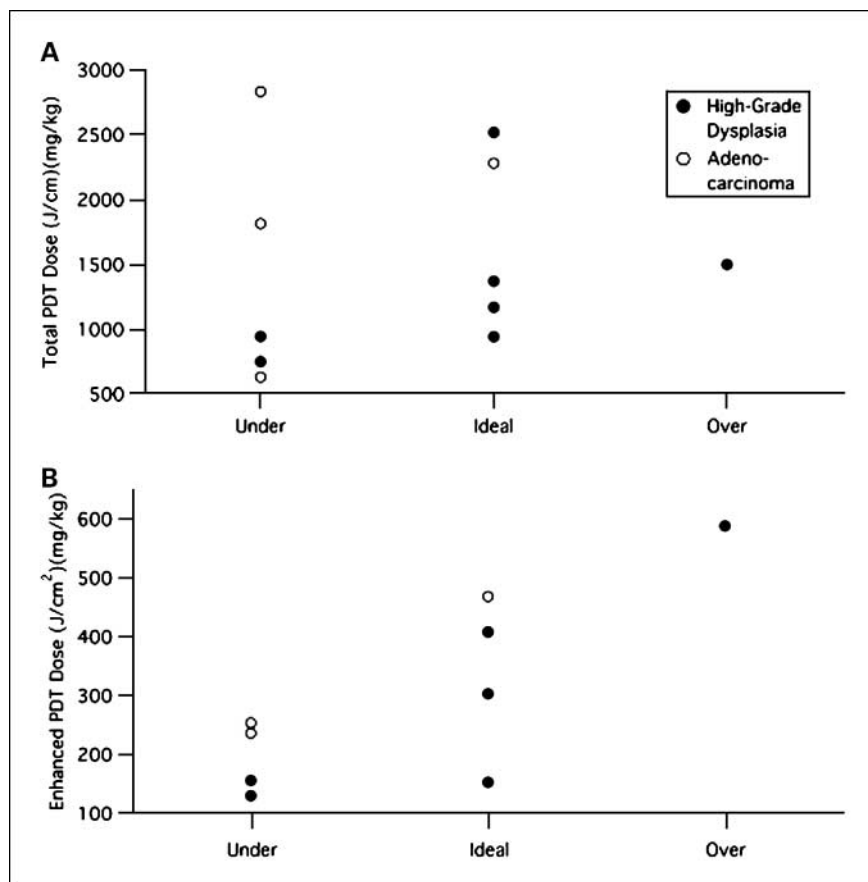 A
Total PDT Dose (J/cm)(mg/kg)
3000
2500
2000
1500
1000
500
Under
Ideal
Over
High-Grade
Dysplasia
Adeno-
carcinoma
B
Enhanced PDT Dose (J/cm²)(mg/kg)
600
500
400
300
200
100
Under
Ideal
Over